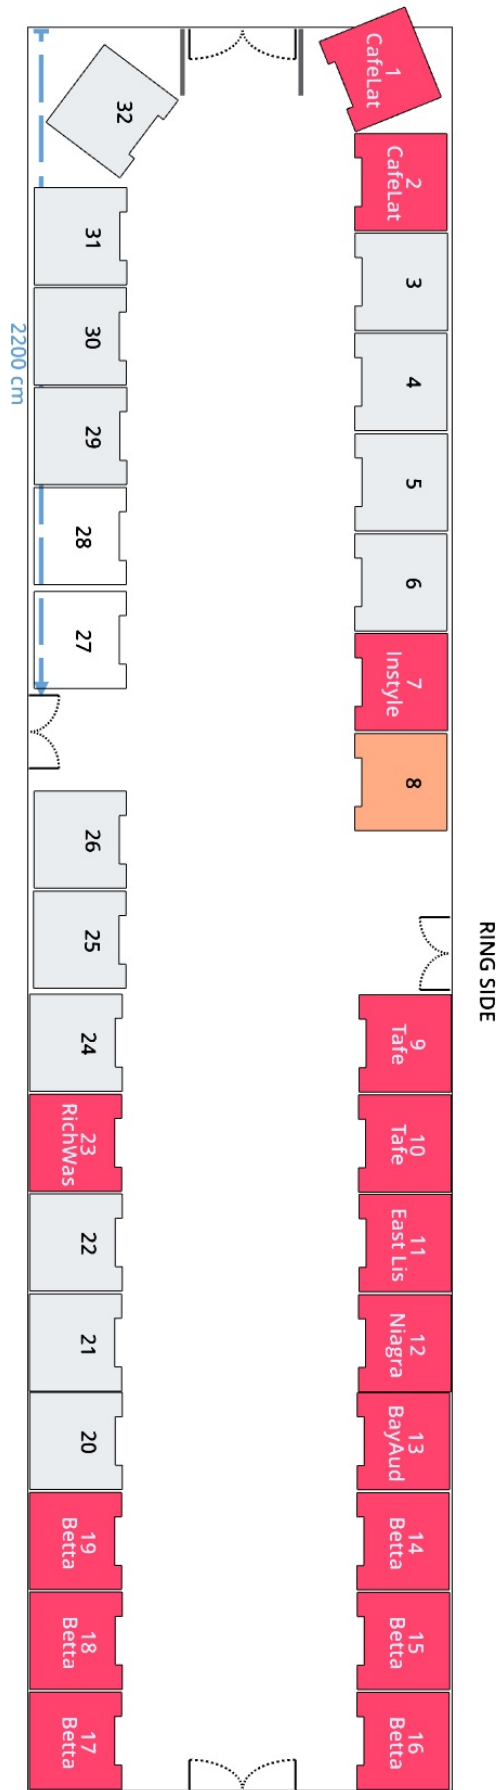 1
CafeLat
2
CafeLat
3
4
5
6
7
Instyle
8
RING SIDE
9
Tafe
10
Tafe
11
East Lis
12
Niagra
13
BayAud
14
Betta
15
Betta
16
Betta
32
31
30
2200 cm
29
28
27
26
25
24
23
RichWas
22
21
20
19
Betta
18
Betta
17
Betta